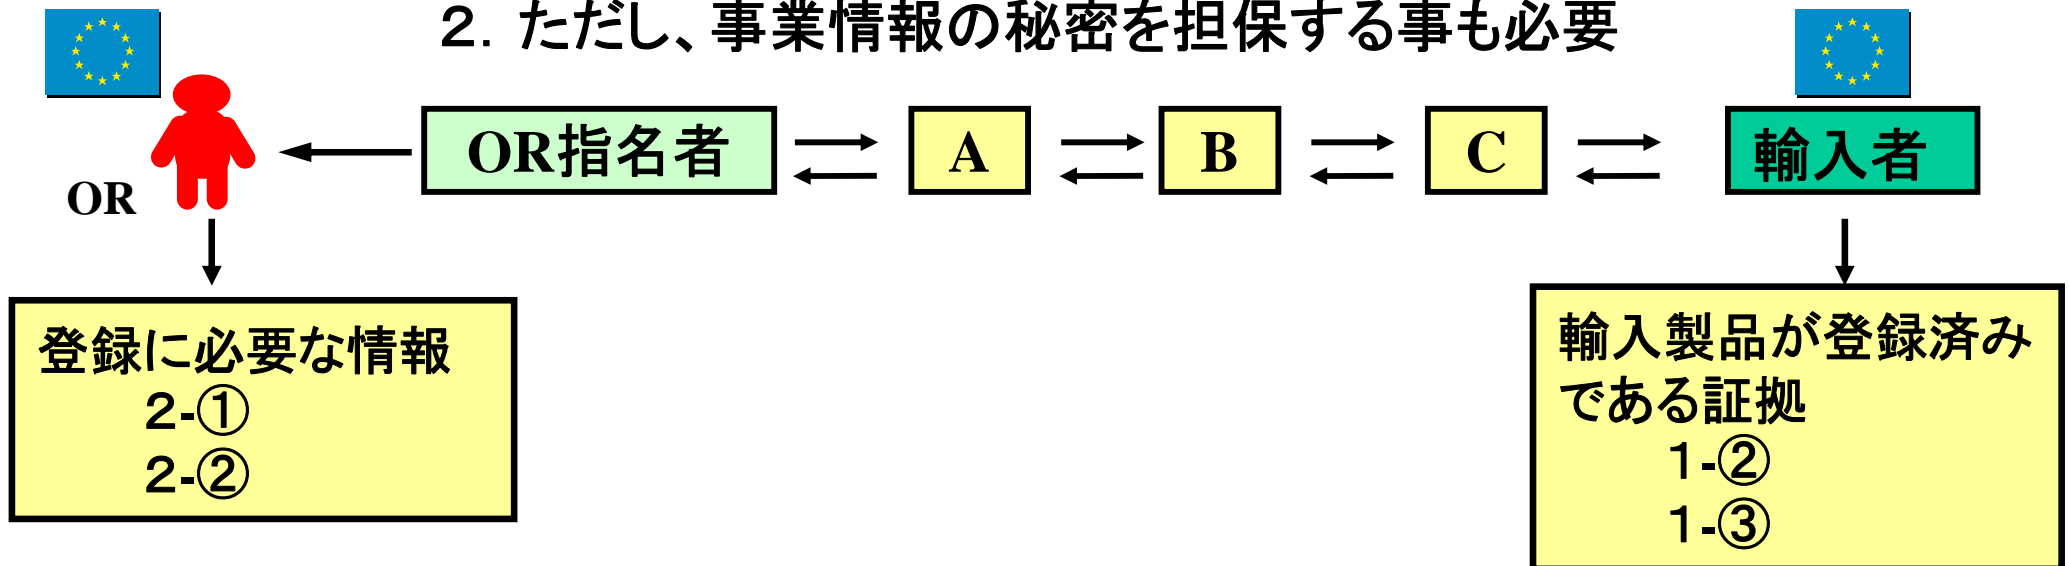 ２．ただし、事業情報の秘密を担保する事も必要
OR指名者
A
B
C
輸入者
OR
登録に必要な情報
２-①
２-②
輸入製品が登録済み
である証拠
１-②
１-③